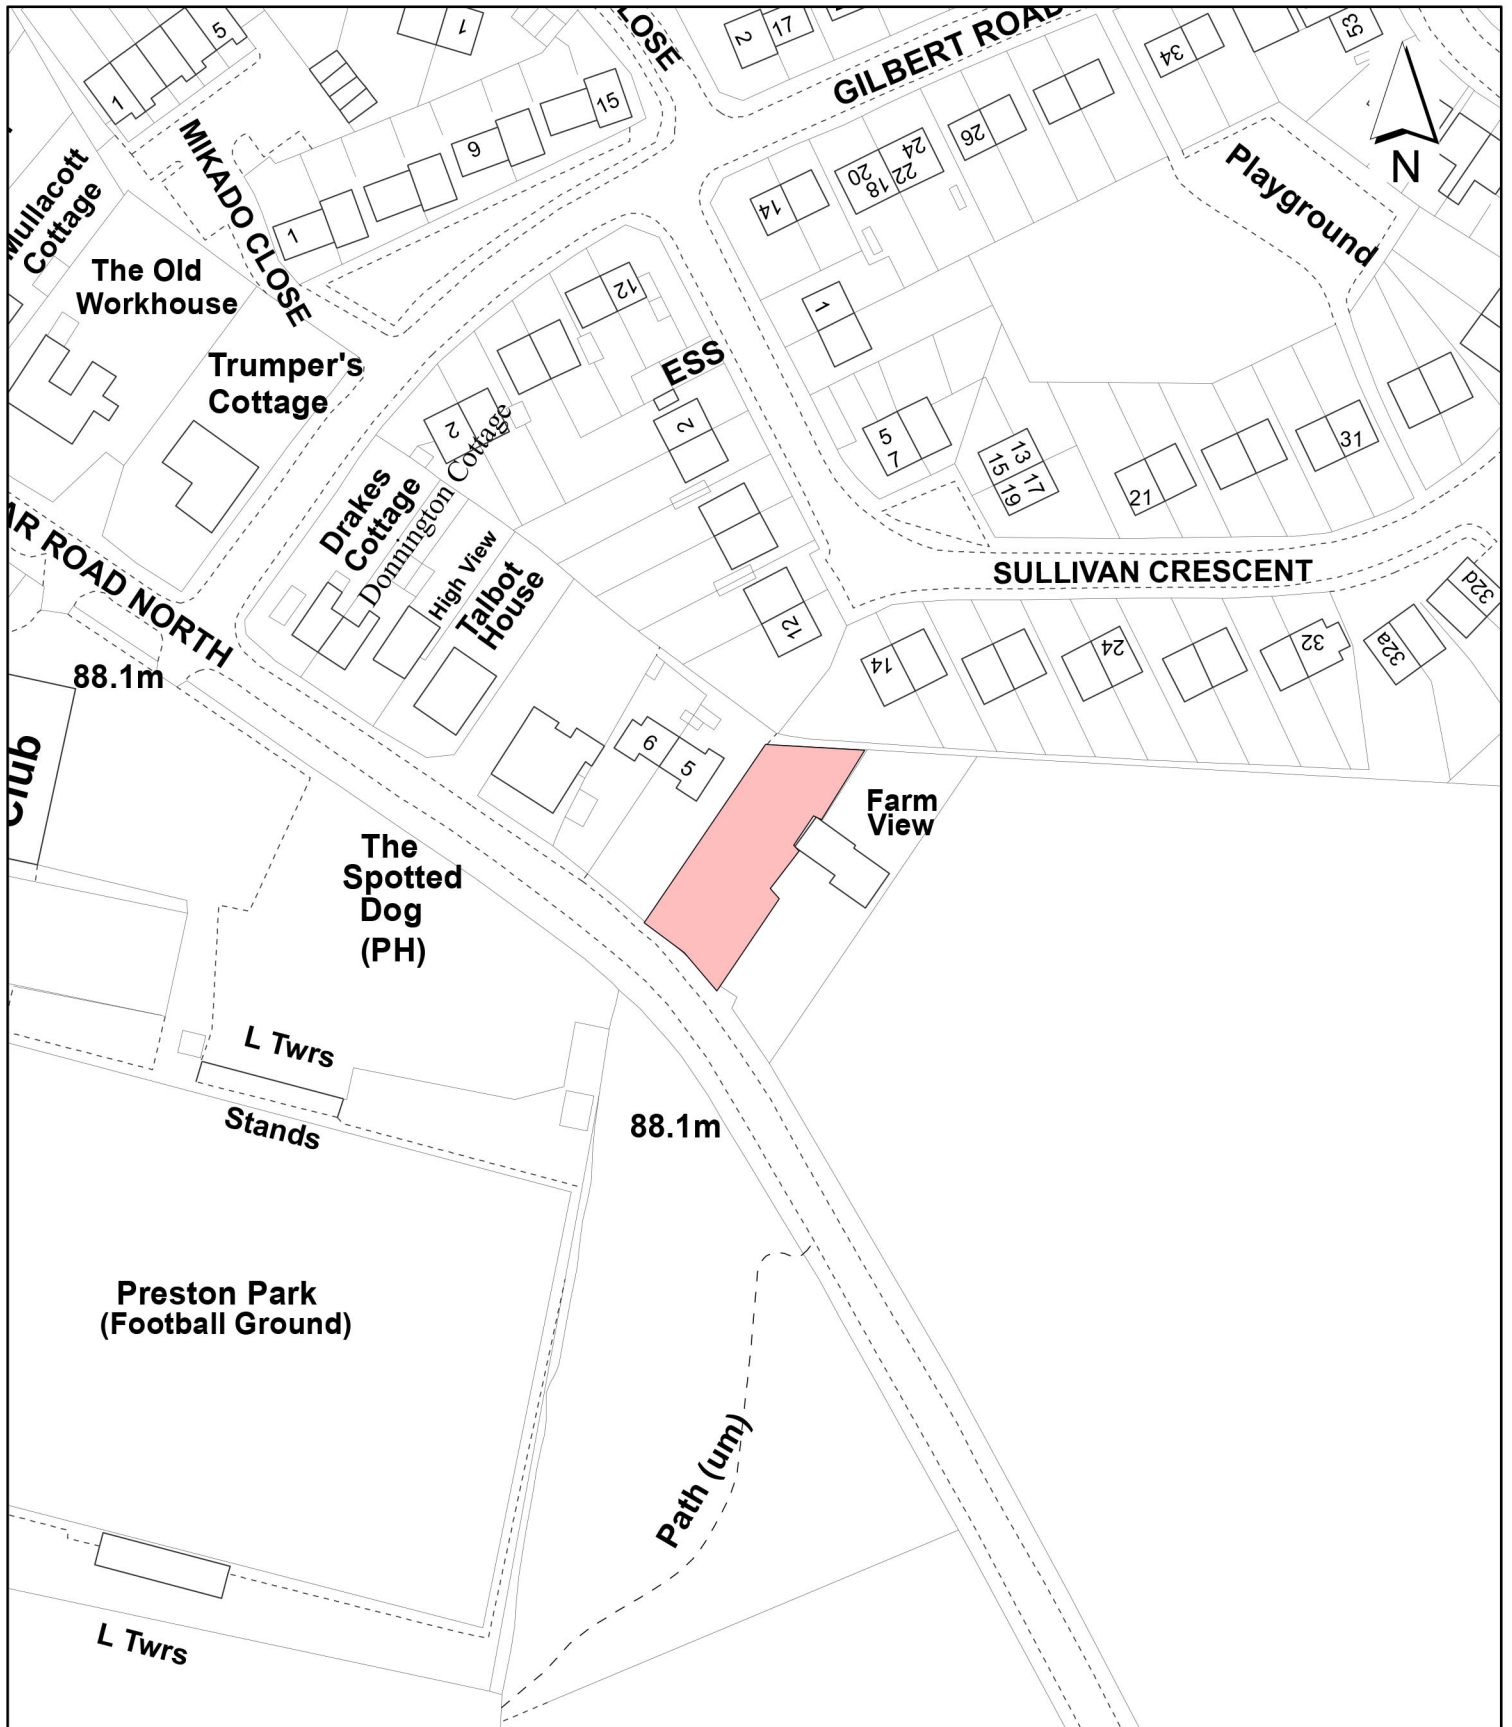 5
1
1
LOSE
2
17
GILBERT ROAD
34
53
N
1
MIKADO CLOSE
Mullacott
Cottage
The Old
Workhouse
Trumper's
Cottage
1
9
15
14
20
18
24
22
26
Playground
12
ESS
1
2
2
5
7
13
15
17
19
21
31
Drakes
Cottage
Donnington Cottage
High View
Talbot
House
AR ROAD NORTH
88.1m
12
SULLIVAN CRESCENT
14
24
32
32a
32d
Club
6
5
Farm
View
The
Spotted
Dog
(PH)
L Twrs
Stands
88.1m
Preston Park
(Football Ground)
Path (um)
L Twrs